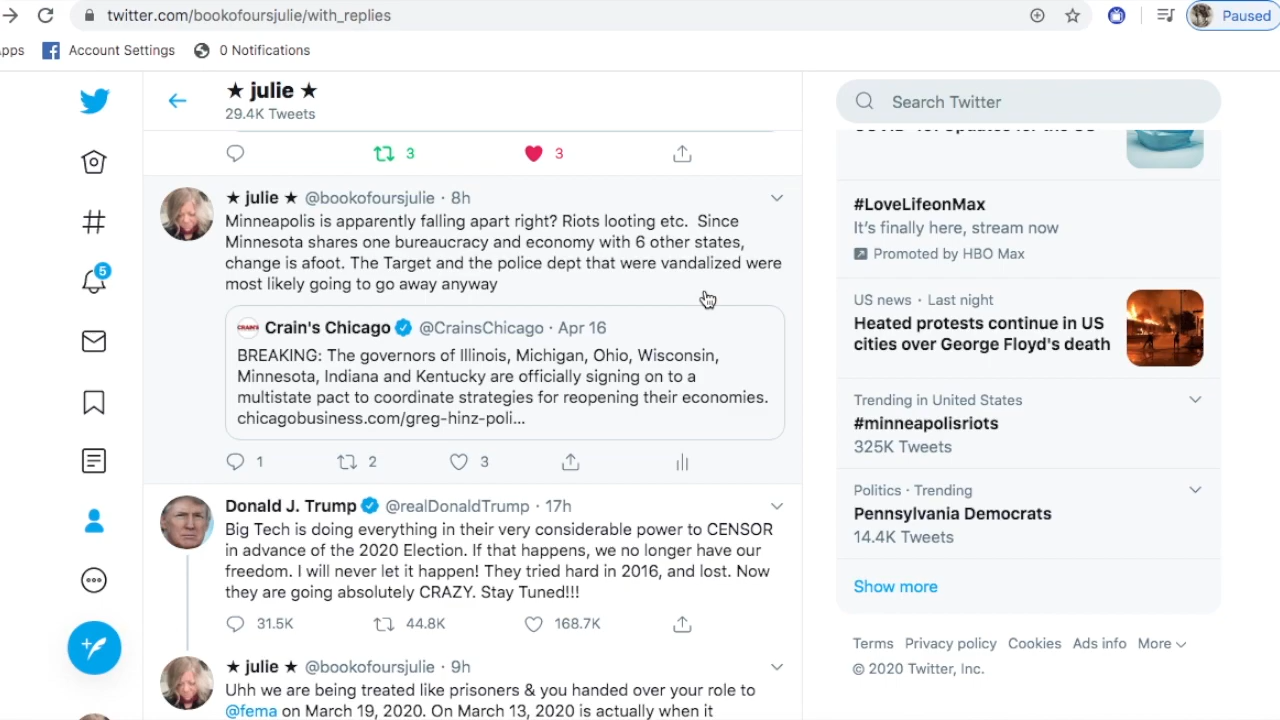 twitter.com/bookofoursjulie/with_replies
Paused
Apps
Account Settings
0 Notifications
★ julie ★
29.4K Tweets
3
3
★ julie ★ @bookofoursjulie · 8h
Minneapolis is apparently falling apart right? Riots looting etc.  Since
Minnesota shares one bureaucracy and economy with 6 other states,
change is afoot. The Target and the police dept that were vandalized were
most likely going to go away anyway
CRAIN'S Crain's Chicago @CrainsChicago · Apr 16
BREAKING: The governors of Illinois, Michigan, Ohio, Wisconsin,
Minnesota, Indiana and Kentucky are officially signing on to a
multistate pact to coordinate strategies for reopening their economies.
chicagobusiness.com/greg-hinz-poli...
1
2
3
Donald J. Trump @realDonaldTrump · 17h
Big Tech is doing everything in their very considerable power to CENSOR
in advance of the 2020 Election. If that happens, we no longer have our
freedom. I will never let it happen! They tried hard in 2016, and lost. Now
they are going absolutely CRAZY. Stay Tuned!!!
31.5K
44.8K
168.7K
★ julie ★ @bookofoursjulie · 9h
Uhh we are being treated like prisoners & you handed over your role to
@fema on March 19, 2020. On March 13, 2020 is actually when it
5
Search Twitter
#LoveLifeonMax
It's finally here, stream now
Promoted by HBO Max
US news · Last night
Heated protests continue in US
cities over George Floyd's death
Trending in United States
#minneapolisriots
325K Tweets
Politics · Trending
Pennsylvania Democrats
14.4K Tweets
Show more
Terms Privacy policy Cookies Ads info More
© 2020 Twitter, Inc.